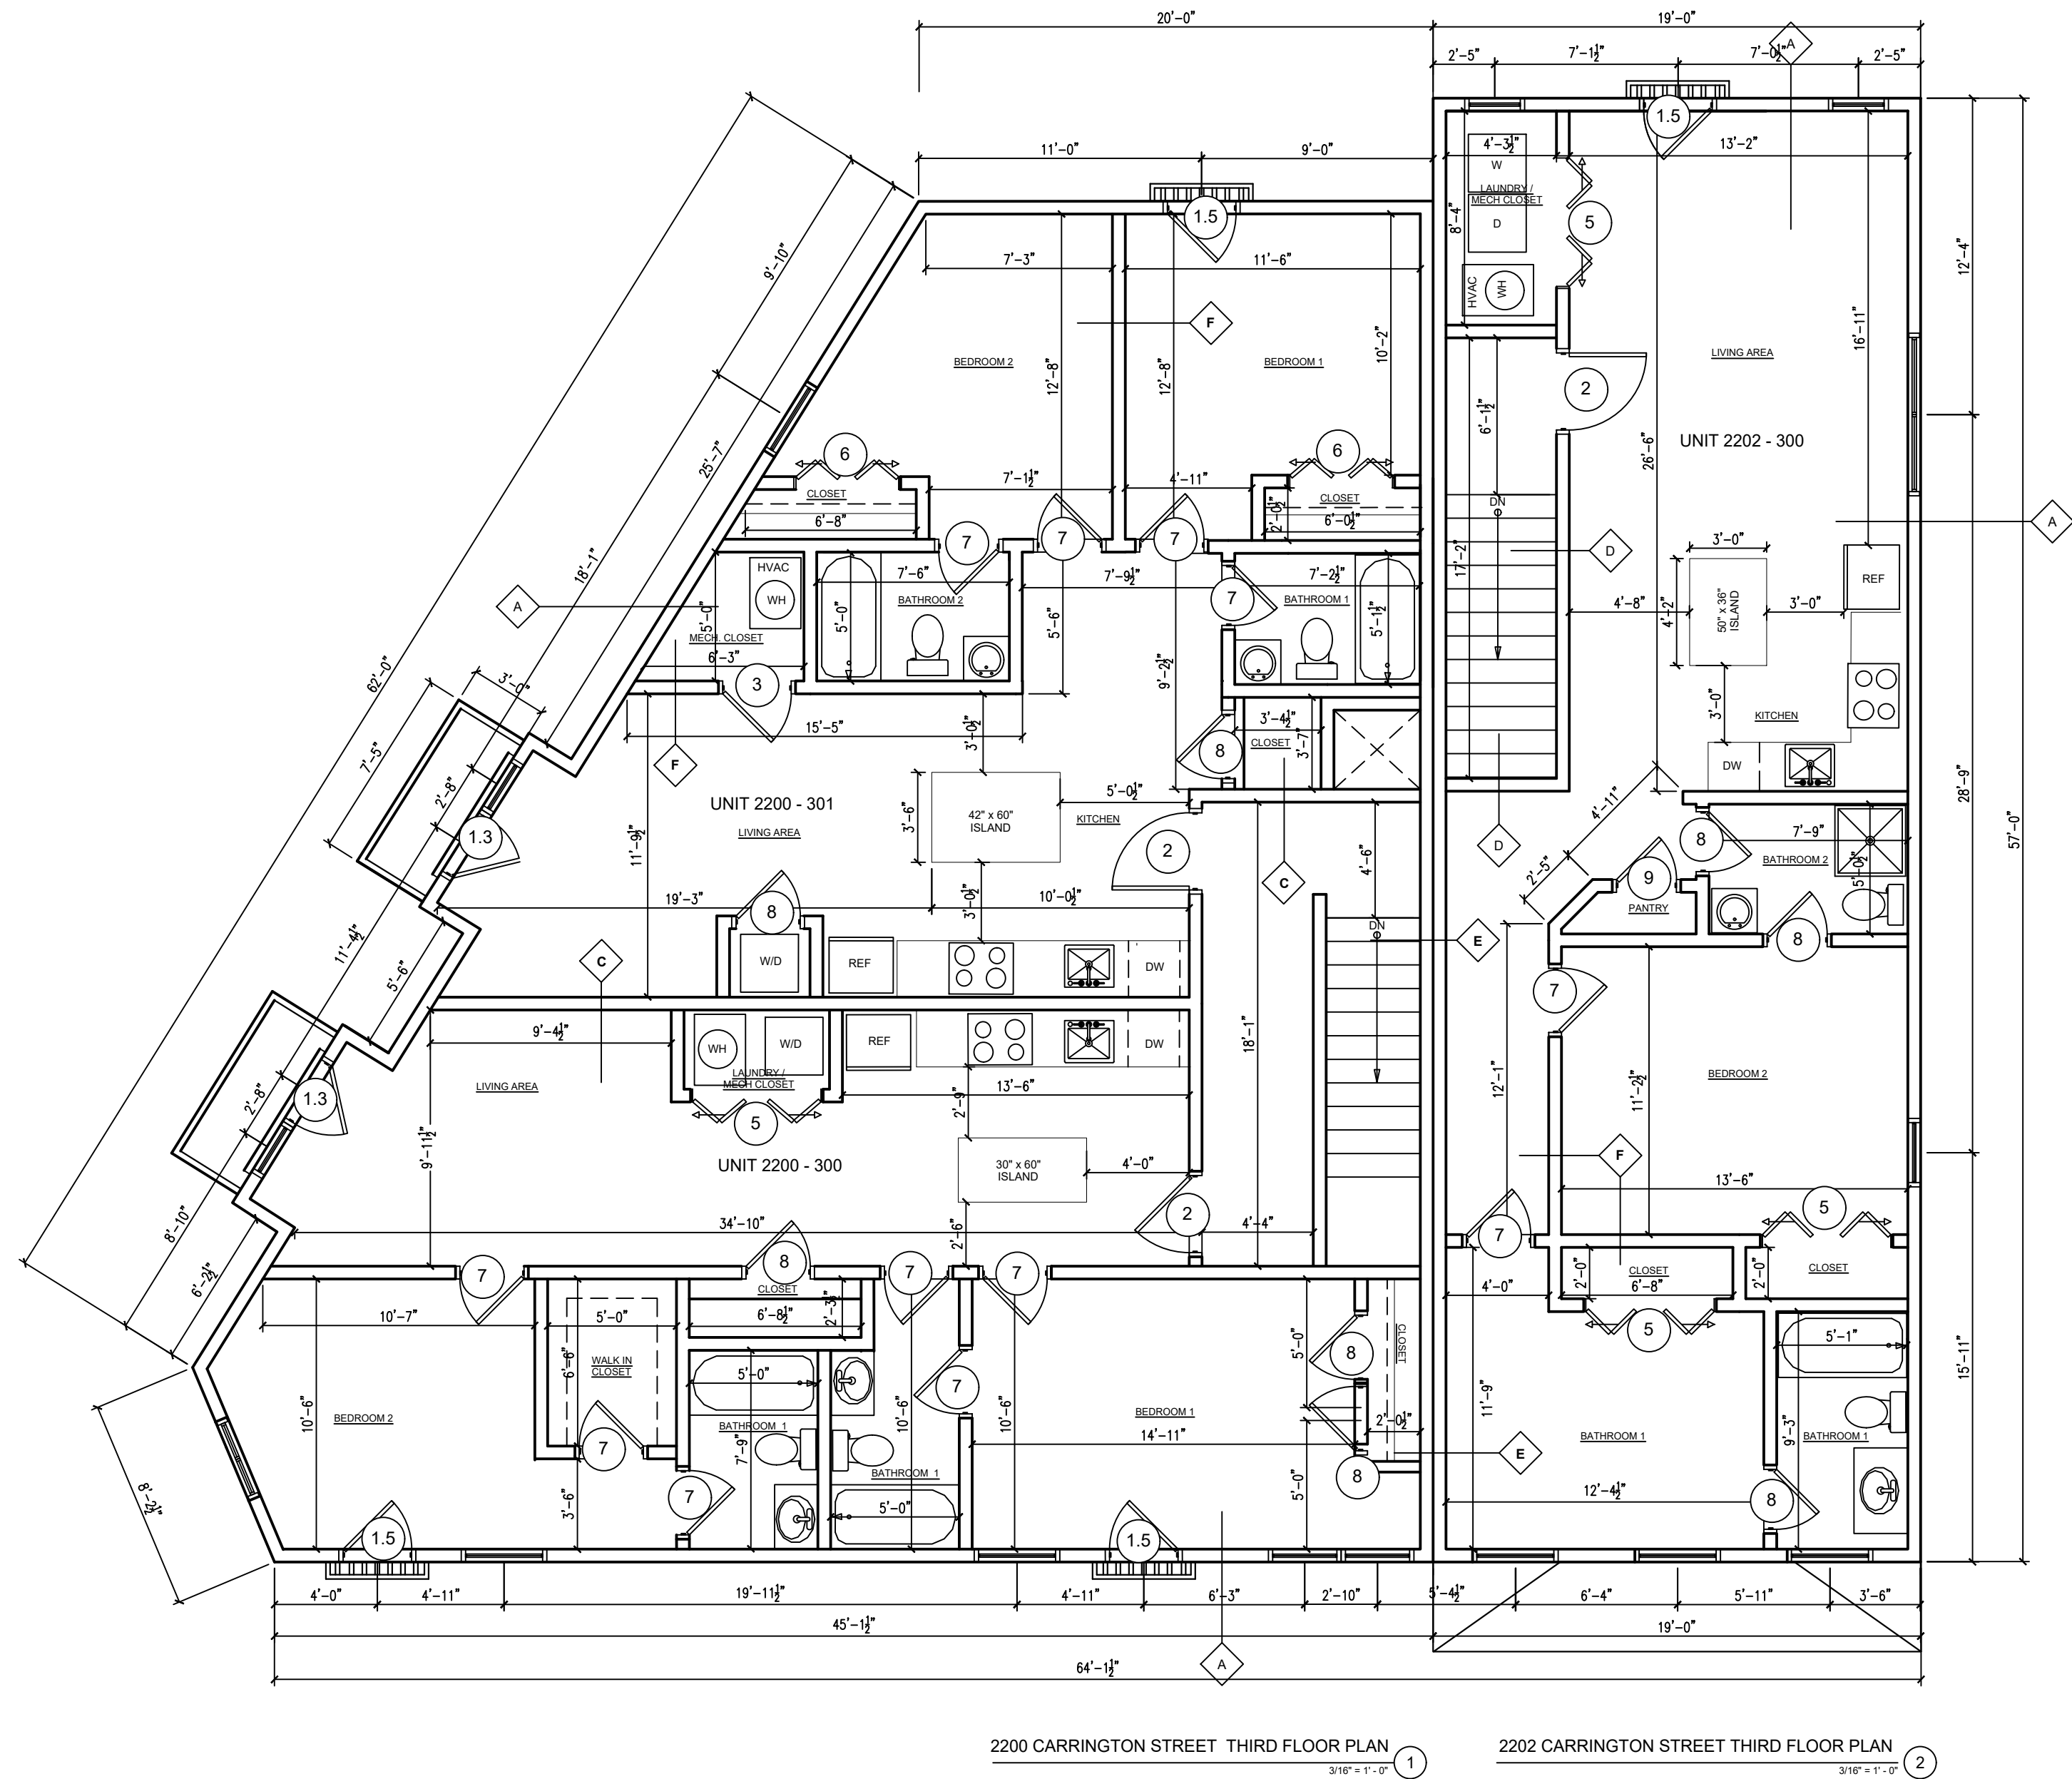 20'-0"
19'-0"
2'-5"
7'-1½"
7'-0½"
A
2'-5"
11'-0"
9'-0"
1.5
4'-3½"
13'-2"
W
LAUNDRY /
MECH CLOSET
D
8'-4"
5
HVAC
WH
12'-4"
1.5
9'-10"
7'-3"
11'-6"
F
BEDROOM 2
12'-8"
12'-8"
BEDROOM 1
10'-2"
LIVING AREA
16'-11"
2
6'-1½"
UNIT 2202 - 300
26'-6"
25'-7"
6
CLOSET
6'-8"
7'-1½"
4'-11"
6
CLOSET
2'-0½"
6'-0½"
DN
A
7
7
7
17'-2"
D
3'-0"
REF
18'-1"
A
HVAC
WH
5'-0"
MECH. CLOSET
6'-3"
5'-0"
7'-6"
BATHROOM 2
7'-9½"
5'-6"
7
7'-2½"
BATHROOM 1
5'-1½"
4'-8"
4'-2"
50" x 36"
ISLAND
3'-0"
62'-0"
3'-0"
3
9'-2½"
3'-0"
KITCHEN
7'-5"
15'-5"
3'-0½"
F
8
3'-4½"
CLOSET
3'-7"
DW
2'-8"
UNIT 2200 - 301
LIVING AREA
42" x 60"
ISLAND
3'-6"
5'-0½"
KITCHEN
28'-9"
57'-0"
1.3
11'-9½"
2
4'-6"
D
4'-11"
8
7'-9"
BATHROOM 2
5'-0½"
C
2'-5"
9
PANTRY
19'-3"
8
3'-0½"
10'-0½"
DN
E
8
11'-4½"
5'-6"
C
W/D
REF
DW
7
9'-4½"
WH
W/D
REF
DW
18'-1"
LIVING AREA
LAUNDRY /
MECH CLOSET
13'-6"
2'-9"
12'-1"
11'-2½"
BEDROOM 2
2'-8"
1.3
5
9'-11½"
UNIT 2200 - 300
30" x 60"
ISLAND
4'-0"
F
13'-6"
8'-10"
34'-10"
2'-6"
2
4'-4"
5
7
6'-2½"
7
8
CLOSET
7
7
4'-0"
2'-0"
CLOSET
6'-8"
2'-0"
CLOSET
10'-7"
5'-0"
6'-8½"
2'-3½"
5
5'-1"
6'-6"
WALK IN
CLOSET
5'-0"
7
5'-0"
8
CLOSET
15'-11"
10'-6"
BEDROOM 2
7
BATHROOM 1
7'-9"
10'-6"
10'-6"
BEDROOM 1
14'-11"
2'-0½"
11'-9"
BATHROOM 1
9'-3"
BATHROOM 1
E
8'-2½"
3'-6"
7
BATHROOM 1
5'-0"
5'-0"
8
12'-4½"
8
1.5
1.5
4'-0"
4'-11"
19'-11½"
4'-11"
6'-3"
2'-10"
5'-4½"
6'-4"
5'-11"
3'-6"
45'-1½"
19'-0"
A
64'-1½"
2200 CARRINGTON STREET THIRD FLOOR PLAN
1
3/16" = 1' - 0"
2202 CARRINGTON STREET THIRD FLOOR PLAN
2
3/16" = 1' - 0"